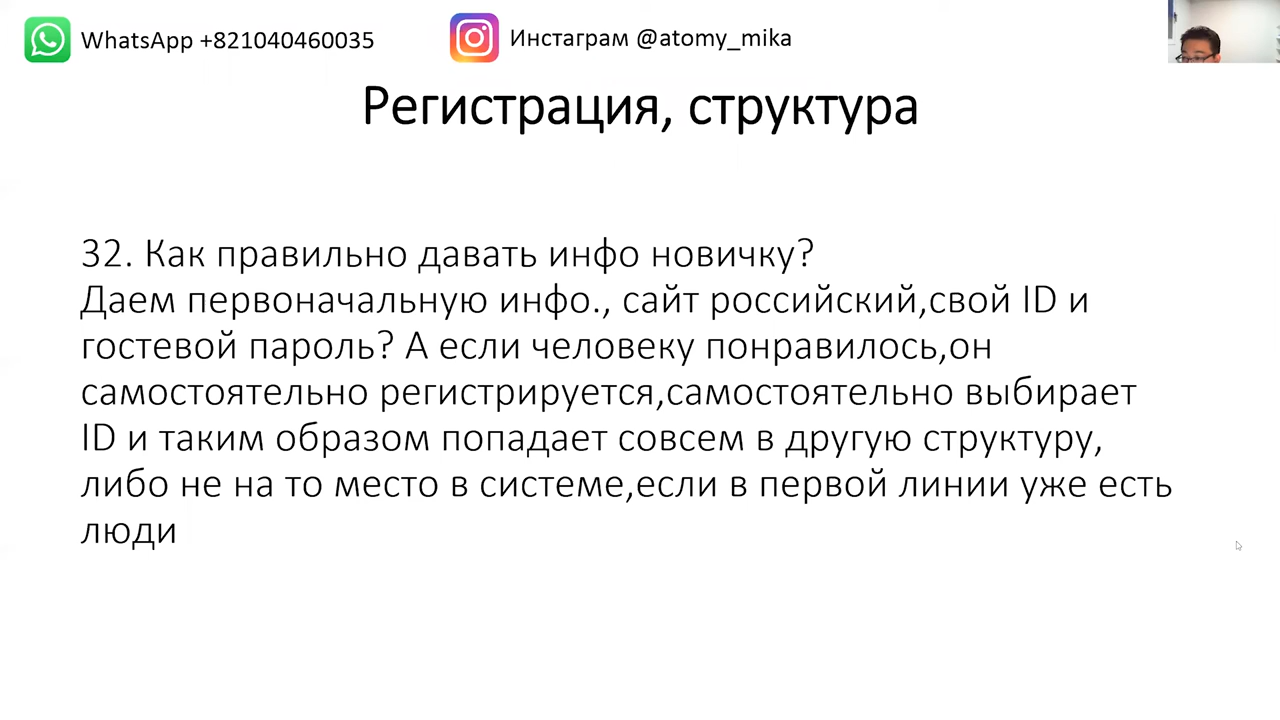 WhatsApp +821040460035
Инстаграм @atomy_mika
Регистрация, структура
32. Как правильно давать инфо новичку?
Даем первоначальную инфо., сайт российский,свой ID и
гостевой пароль? А если человеку понравилось,он
самостоятельно регистрируется,самостоятельно выбирает
ID и таким образом попадает совсем в другую структуру,
либо не на то место в системе,если в первой линии уже есть
люди